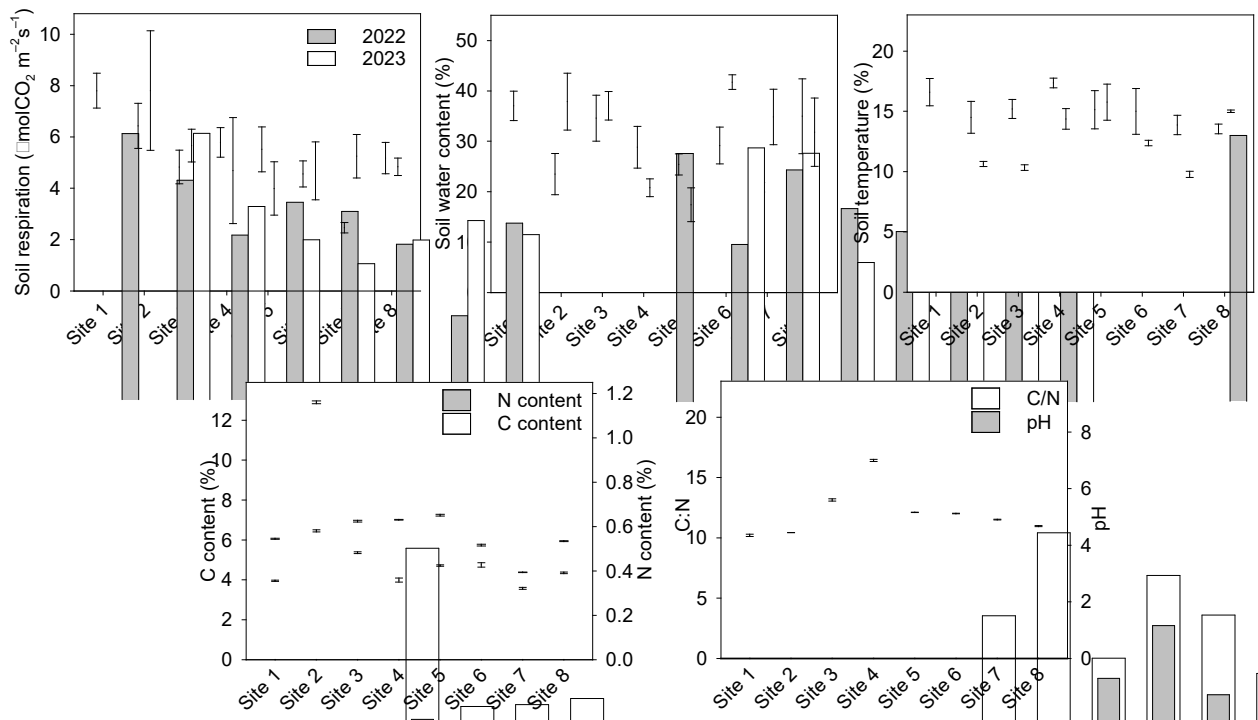 Soil respiration (□molCO₂ m⁻²s⁻¹)
10
8
6
4
2
0
2022
2023
Site 1
2
Site
e 4
5
Site
Site
8
Soil water content (%)
50
40
30
20
1
Site 2
Site 3
Site 4
Site
Site 6
7
Soil temperature (%)
20
15
10
5
0
Site 1
Site 2
Site 3
Site 4
Site 5
Site 6
Site 7
Site 8
C content (%)
12
10
8
6
4
2
0
N content
C content
1.2
1.0
0.8
0.6
0.4
0.2
0.0
N content (%)
Site 1
Site 2
Site 3
Site 4
Site 5
Site 6
Site 7
Site 8
C:N
20
15
10
5
0
C/N
pH
8
6
4
2
0
pH
Site 1
Site 2
Site 3
Site 4
Site 5
Site 6
Site 7
Site 8